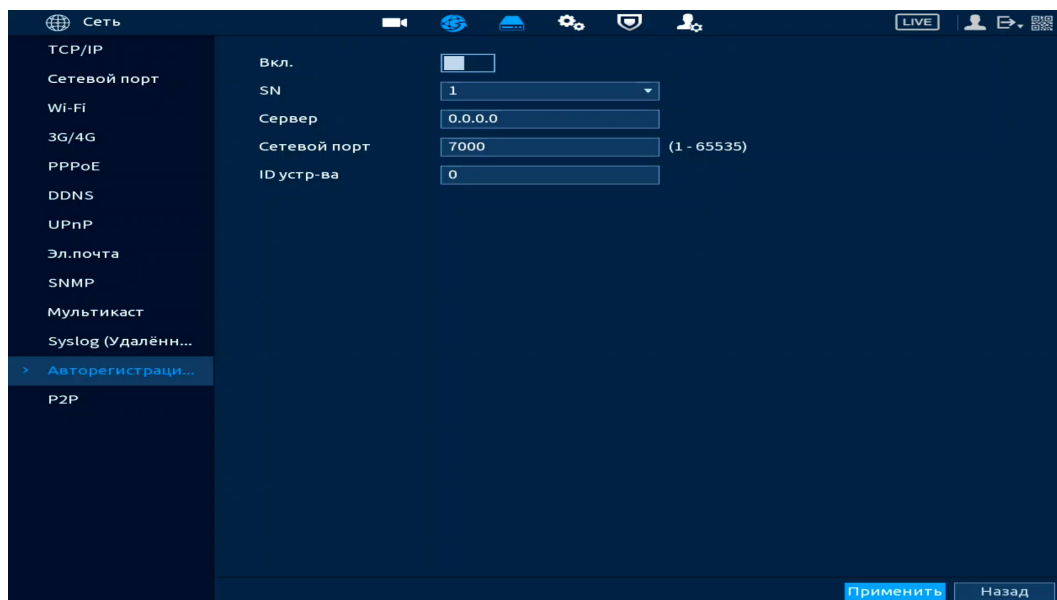 Сеть LIVE
TCP/IP
Сетевой порт
Wi-Fi
3G/4G
PPPoE
DDNS
UPnP
Эл.почта
SNMP
Мультикаст
Syslog (Удалённ...
> Авторегистраци...
P2P
Вкл.
SN 1
Сервер 0.0.0.0
Сетевой порт 7000 (1 - 65535)
ID устр-ва 0
Применить Назад